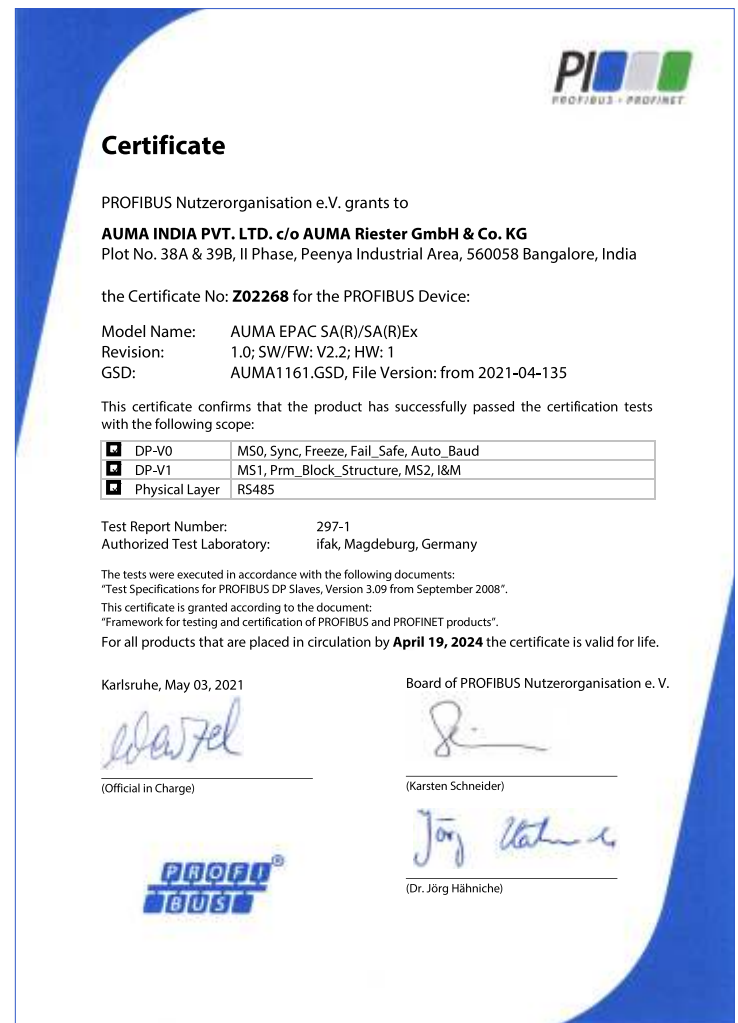 PI
PROFIBUS • PROFINET
Certificate
PROFIBUS Nutzerorganisation e.V. grants to
AUMA INDIA PVT. LTD. c/o AUMA Riester GmbH & Co. KG
Plot No. 38A & 39B, II Phase, Peenya Industrial Area, 560058 Bangalore, India
the Certificate No: Z02268 for the PROFIBUS Device:
Model Name: AUMA EPAC SA(R)/SA(R)Ex
Revision: 1.0; SW/FW: V2.2; HW: 1
GSD: AUMA1161.GSD, File Version: from 2021-04-135
This certificate confirms that the product has successfully passed the certification tests
with the following scope:
DP-V0 MS0, Sync, Freeze, Fail_Safe, Auto_Baud
DP-V1 MS1, Prm_Block_Structure, MS2, I&M
Physical Layer RS485
Test Report Number: 297-1
Authorized Test Laboratory: ifak, Magdeburg, Germany
The tests were executed in accordance with the following documents:
“Test Specifications for PROFIBUS DP Slaves, Version 3.09 from September 2008”.
This certificate is granted according to the document:
“Framework for testing and certification of PROFIBUS and PROFINET products”.
For all products that are placed in circulation by April 19, 2024 the certificate is valid for life.
Karlsruhe, May 03, 2021
Board of PROFIBUS Nutzerorganisation e. V.
(Official in Charge)
(Karsten Schneider)
Jörg
(Dr. Jörg Hähniche)
PROFI®
BUS